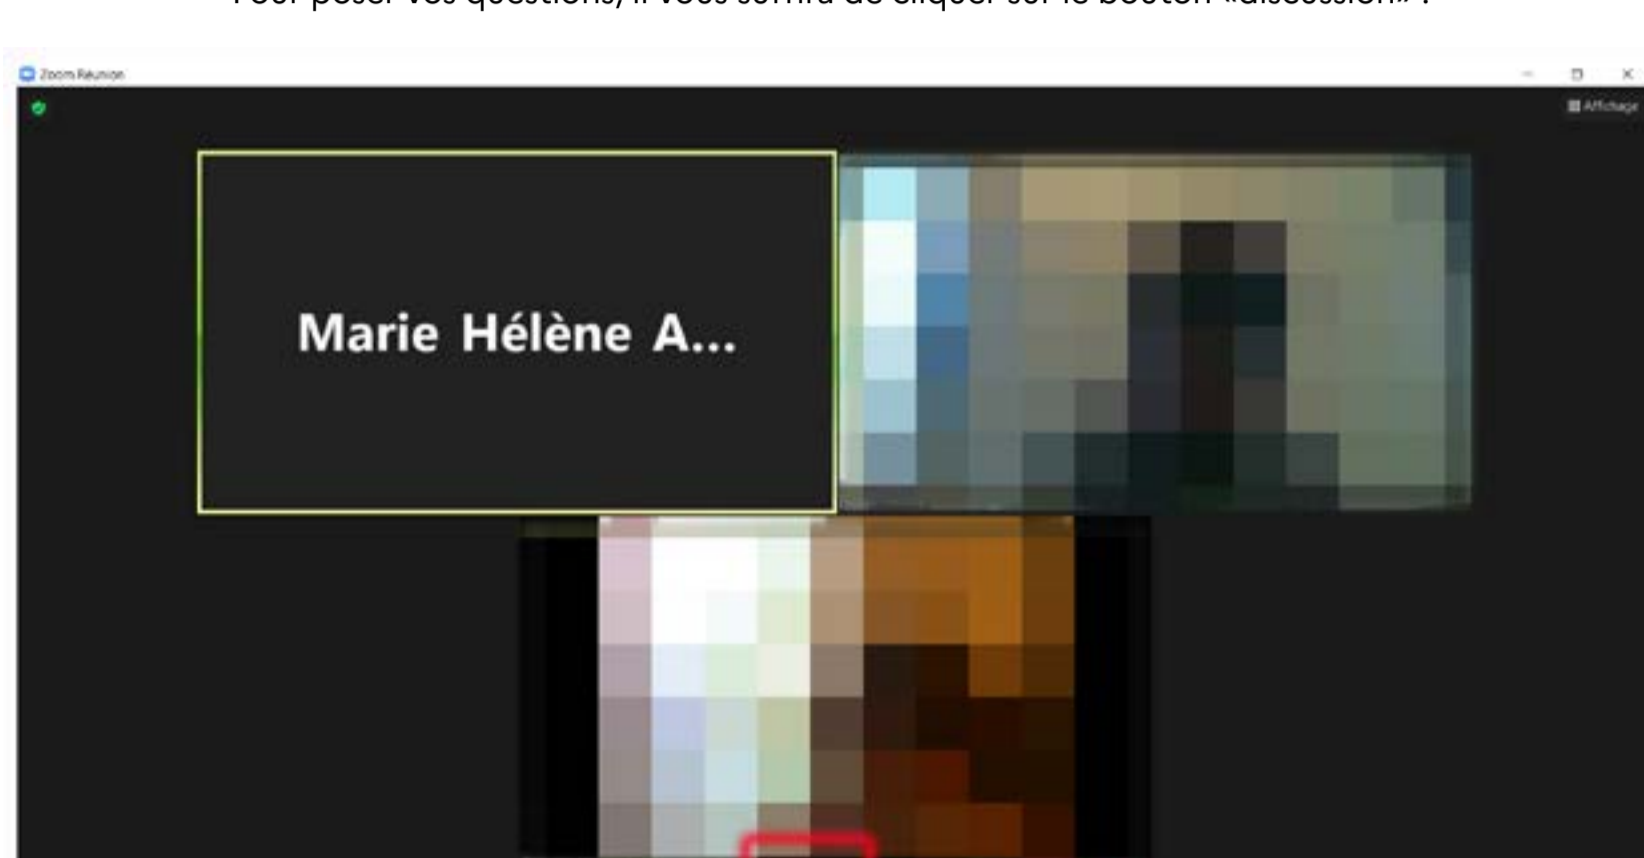 Pour poser vos questions, il vous suffira de cliquer sur le bouton «discussion» :
Zoom Réunion
Affichage
Marie Hélène A...